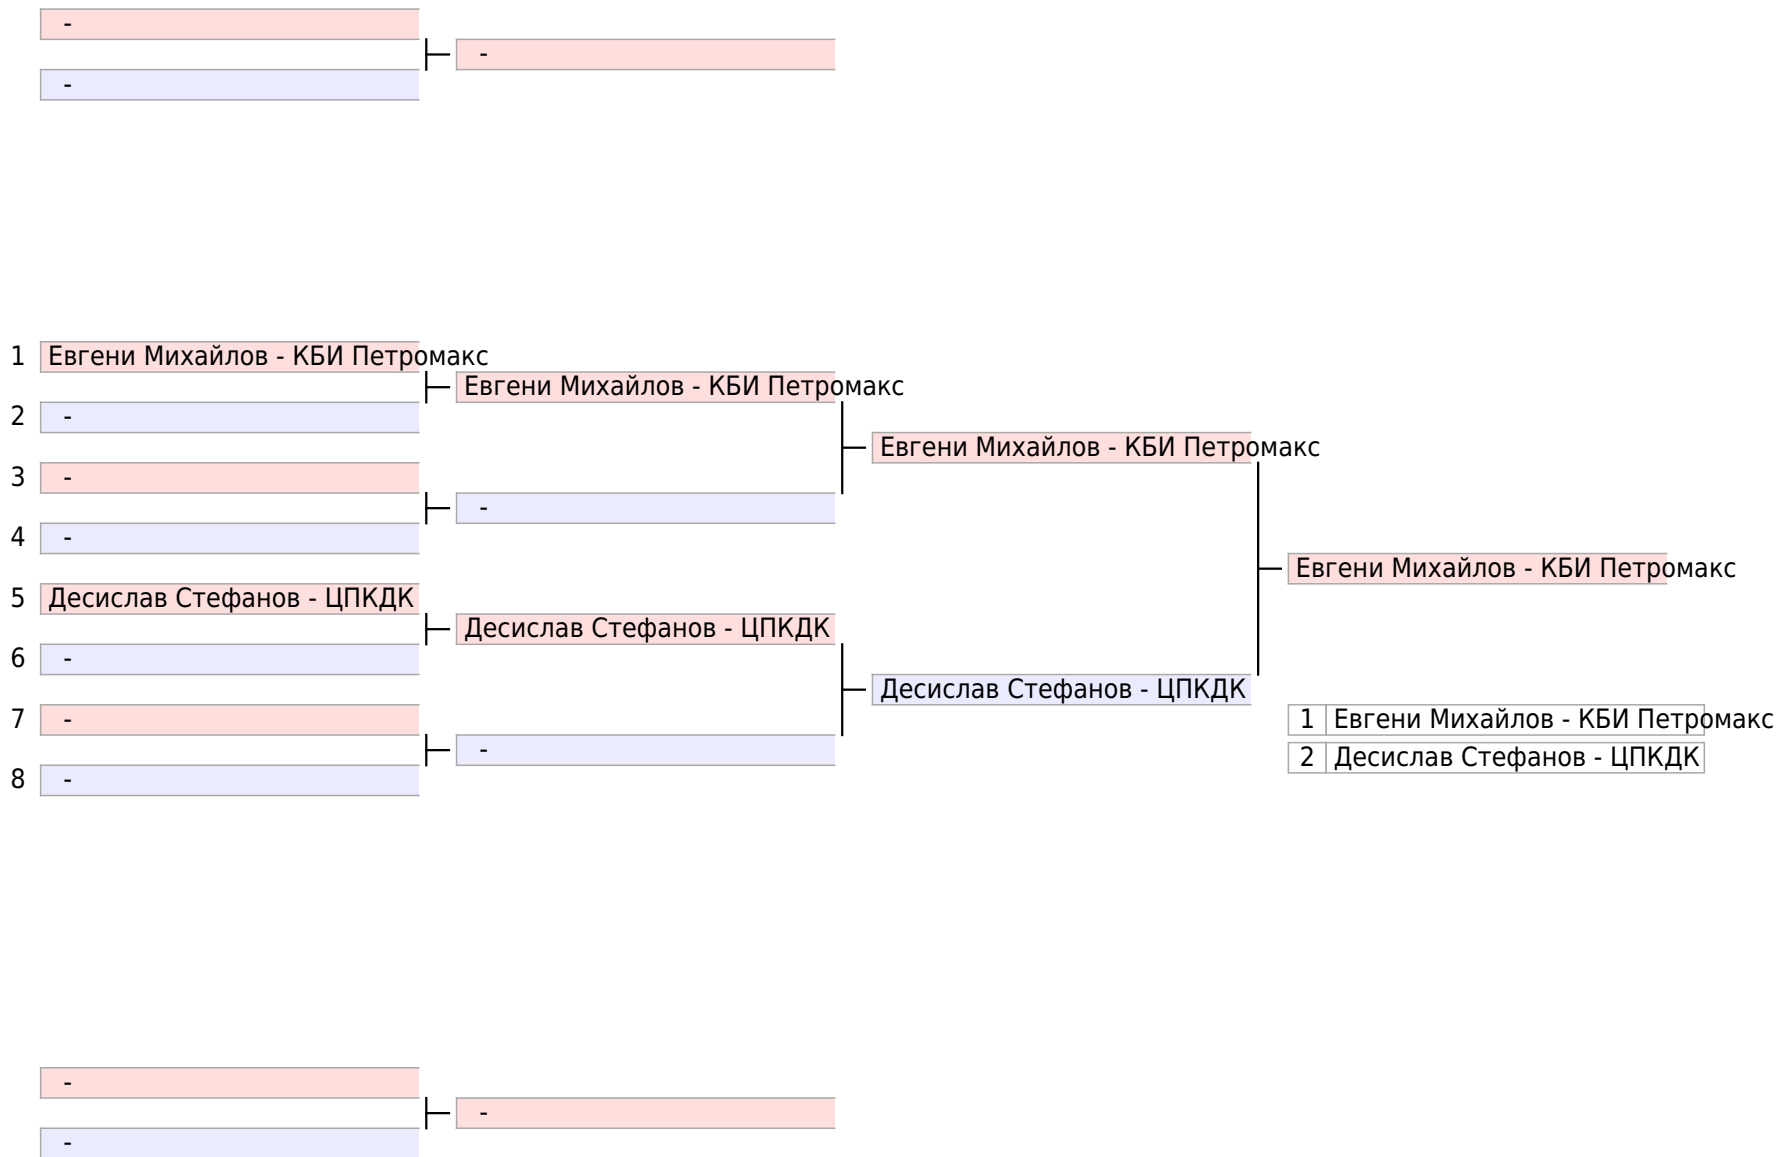 -
-
-
1 Евгени Михайлов - КБИ Петромакс
Евгени Михайлов - КБИ Петромакс
2 -
Евгени Михайлов - КБИ Петромакс
3 -
-
4 -
Евгени Михайлов - КБИ Петромакс
5 Десислав Стефанов - ЦПКДК
Десислав Стефанов - ЦПКДК
6 -
Десислав Стефанов - ЦПКДК
7 -
1 Евгени Михайлов - КБИ Петромакс
-
2 Десислав Стефанов - ЦПКДК
8 -
-
-
-